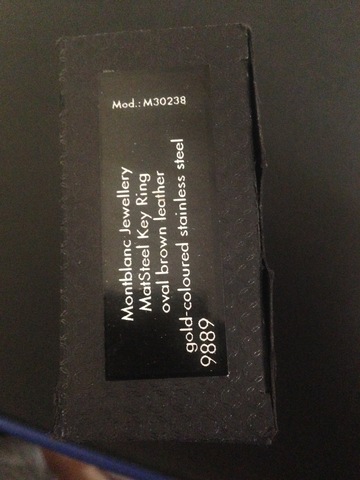 Mod.: M30238
Montblanc Jewellery
MatSteel Key Ring
oval brown leather
gold-coloured stainless steel
9889